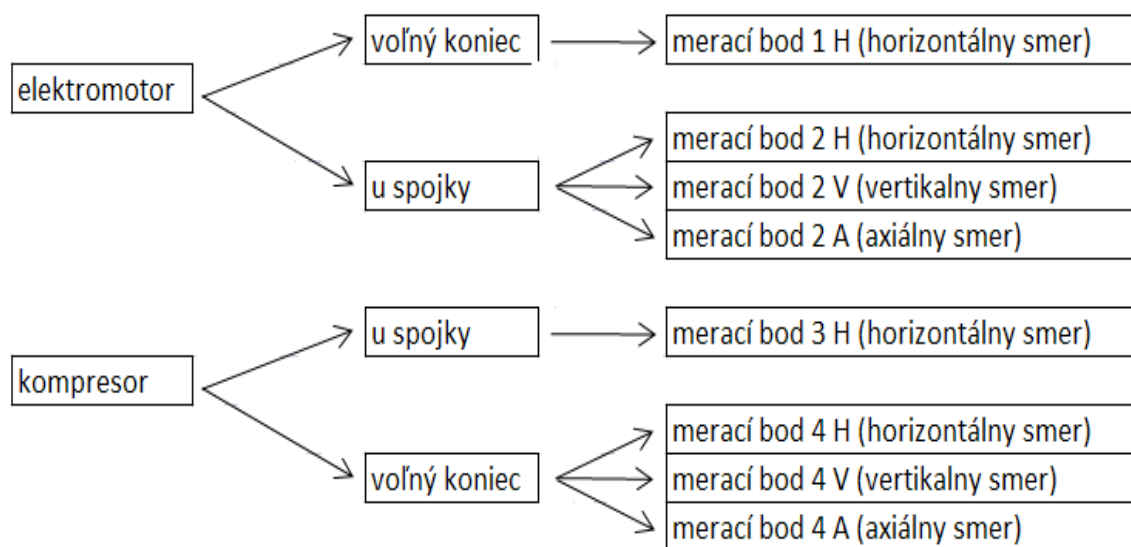 voľný koniec
merací bod 1 H (horizontálny smer)
elektromotor
merací bod 2 H (horizontálny smer)
u spojky
merací bod 2 V (vertikalny smer)
merací bod 2 A (axiálny smer)
u spojky
merací bod 3 H (horizontálny smer)
kompresor
merací bod 4 H (horizontálny smer)
voľný koniec
merací bod 4 V (vertikalny smer)
merací bod 4 A (axiálny smer)